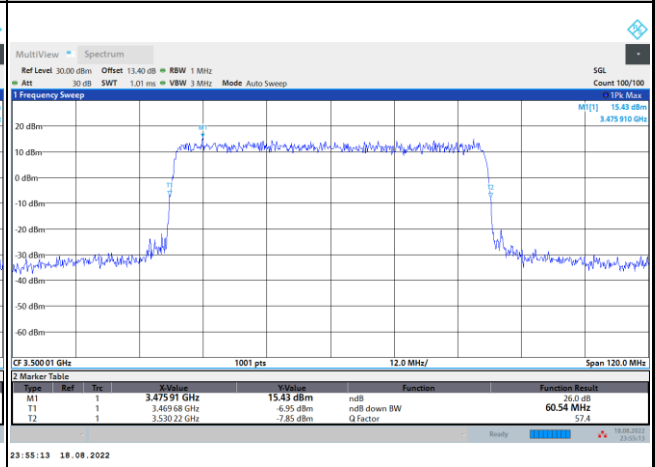 MultiView Spectrum
Ref Level 30.00 dBm Offset 13.40 dB RBW 1 MHz SGL
Att 30 dB SWT 1.01 ms VBW 3 MHz Mode Auto Sweep Count 100/100
1 Frequency Sweep 1Pk Max
M1[1] 15.43 dBm
3.475 910 GHz
20 dBm
M1
10 dBm
0 dBm
T1
T2
-10 dBm
-20 dBm
-30 dBm
-40 dBm
-50 dBm
-60 dBm
CF 3.500 01 GHz 1001 pts 12.0 MHz/ Span 120.0 MHz
2 Marker Table
Type Ref Trc X-Value Y-Value Function Function Result
M1 1 3.475 91 GHz 15.43 dBm ndB 26.0 dB
T1 1 3.469 68 GHz -6.95 dBm ndB down BW 60.54 MHz
T2 1 3.530 22 GHz -7.85 dBm Q Factor 57.4
Ready 18.08.2022
23:55:13
23:55:13 18.08.2022